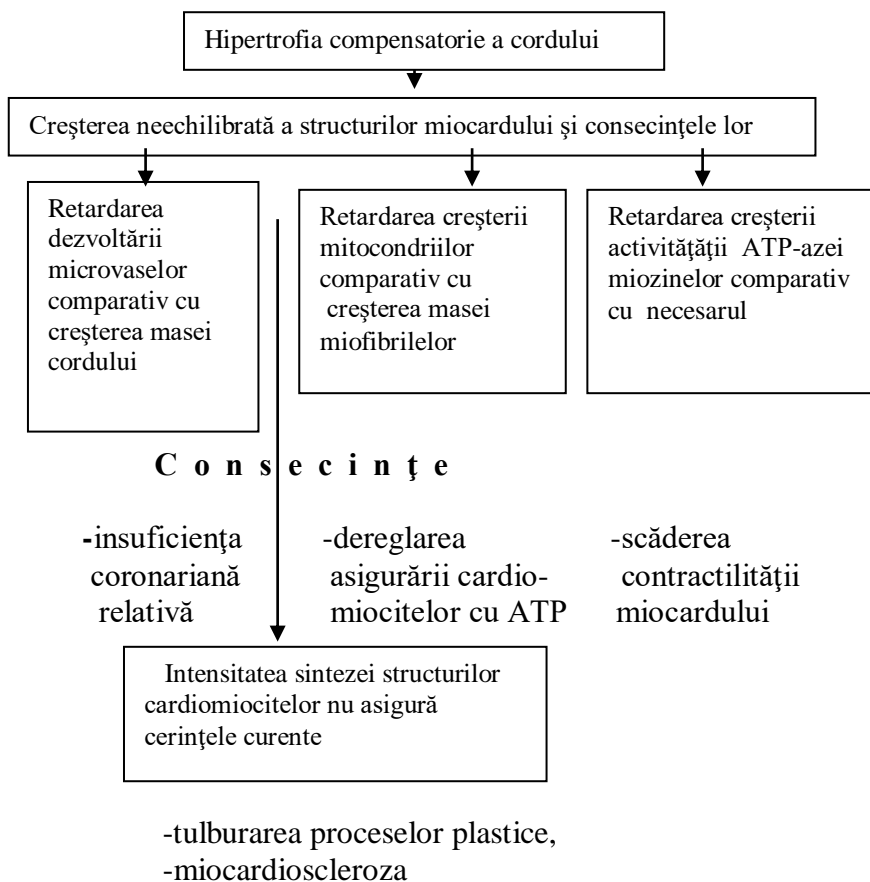 Hipertrofia compensatorie a cordului
Creşterea neechilibrată a structurilor miocardului şi consecinţele lor
Retardarea
dezvoltării
microvaselor
comparativ cu
creşterea masei
cordului
Retardarea creşterii
mitocondriilor
comparativ cu
creşterea masei
miofibrilelor
Retardarea creşterii
activităţăţii ATP-azei
miozinelor comparativ
cu necesarul
Consecinţe
-insuficienţa
coronariană
relativă
-dereglarea
asigurării cardio-
miocitelor cu ATP
-scăderea
contractilităţii
miocardului
Intensitatea sintezei structurilor
cardiomiocitelor nu asigură
cerinţele curente
-tulburarea proceselor plastice,
-miocardioscleroza